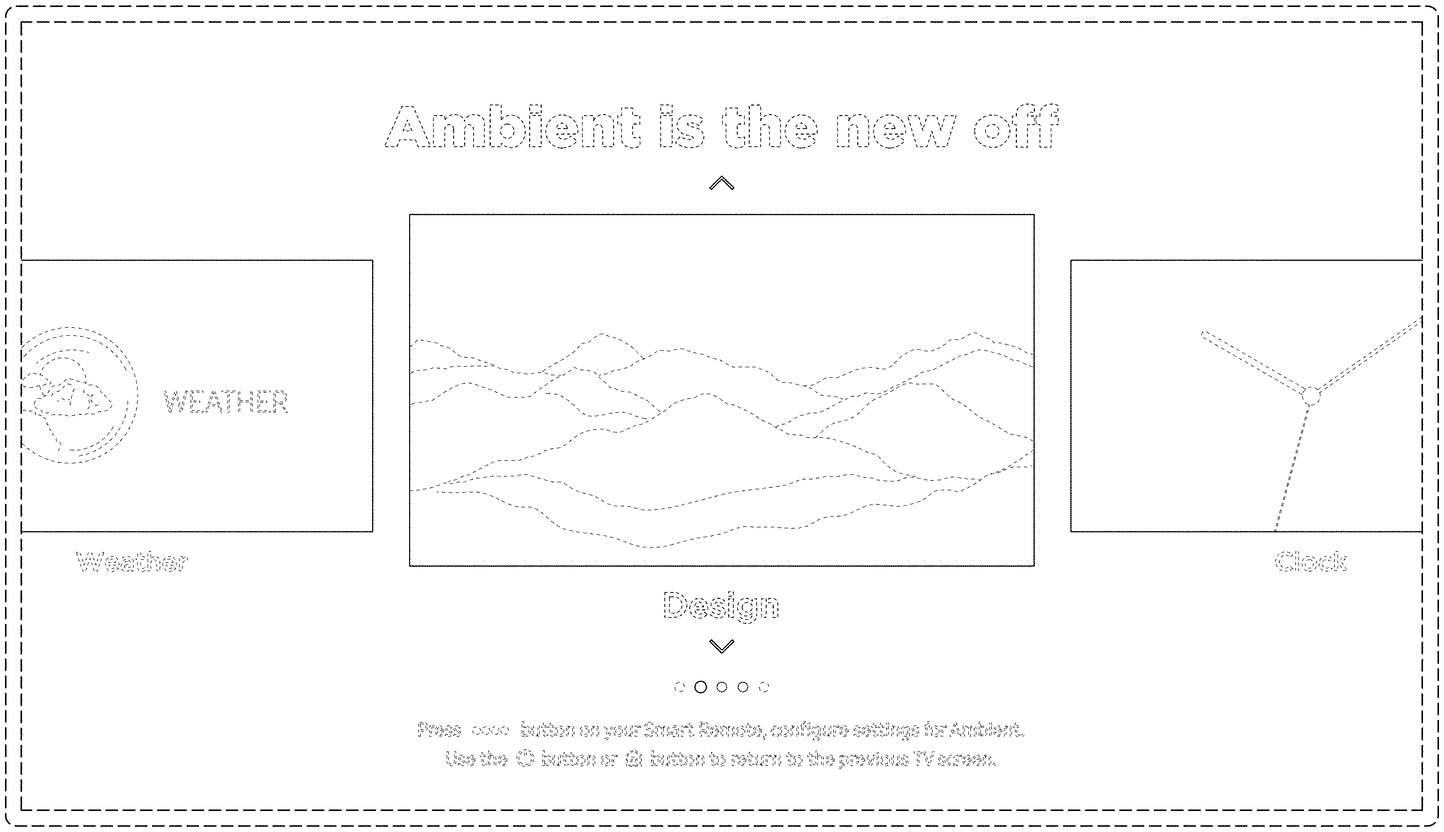 Ambient is the new off
WEATHER
Weather
Clock
Design
Press button on your Smart Remote, configure settings for Ambient.
Use the button or button to return to the previous TV screen.